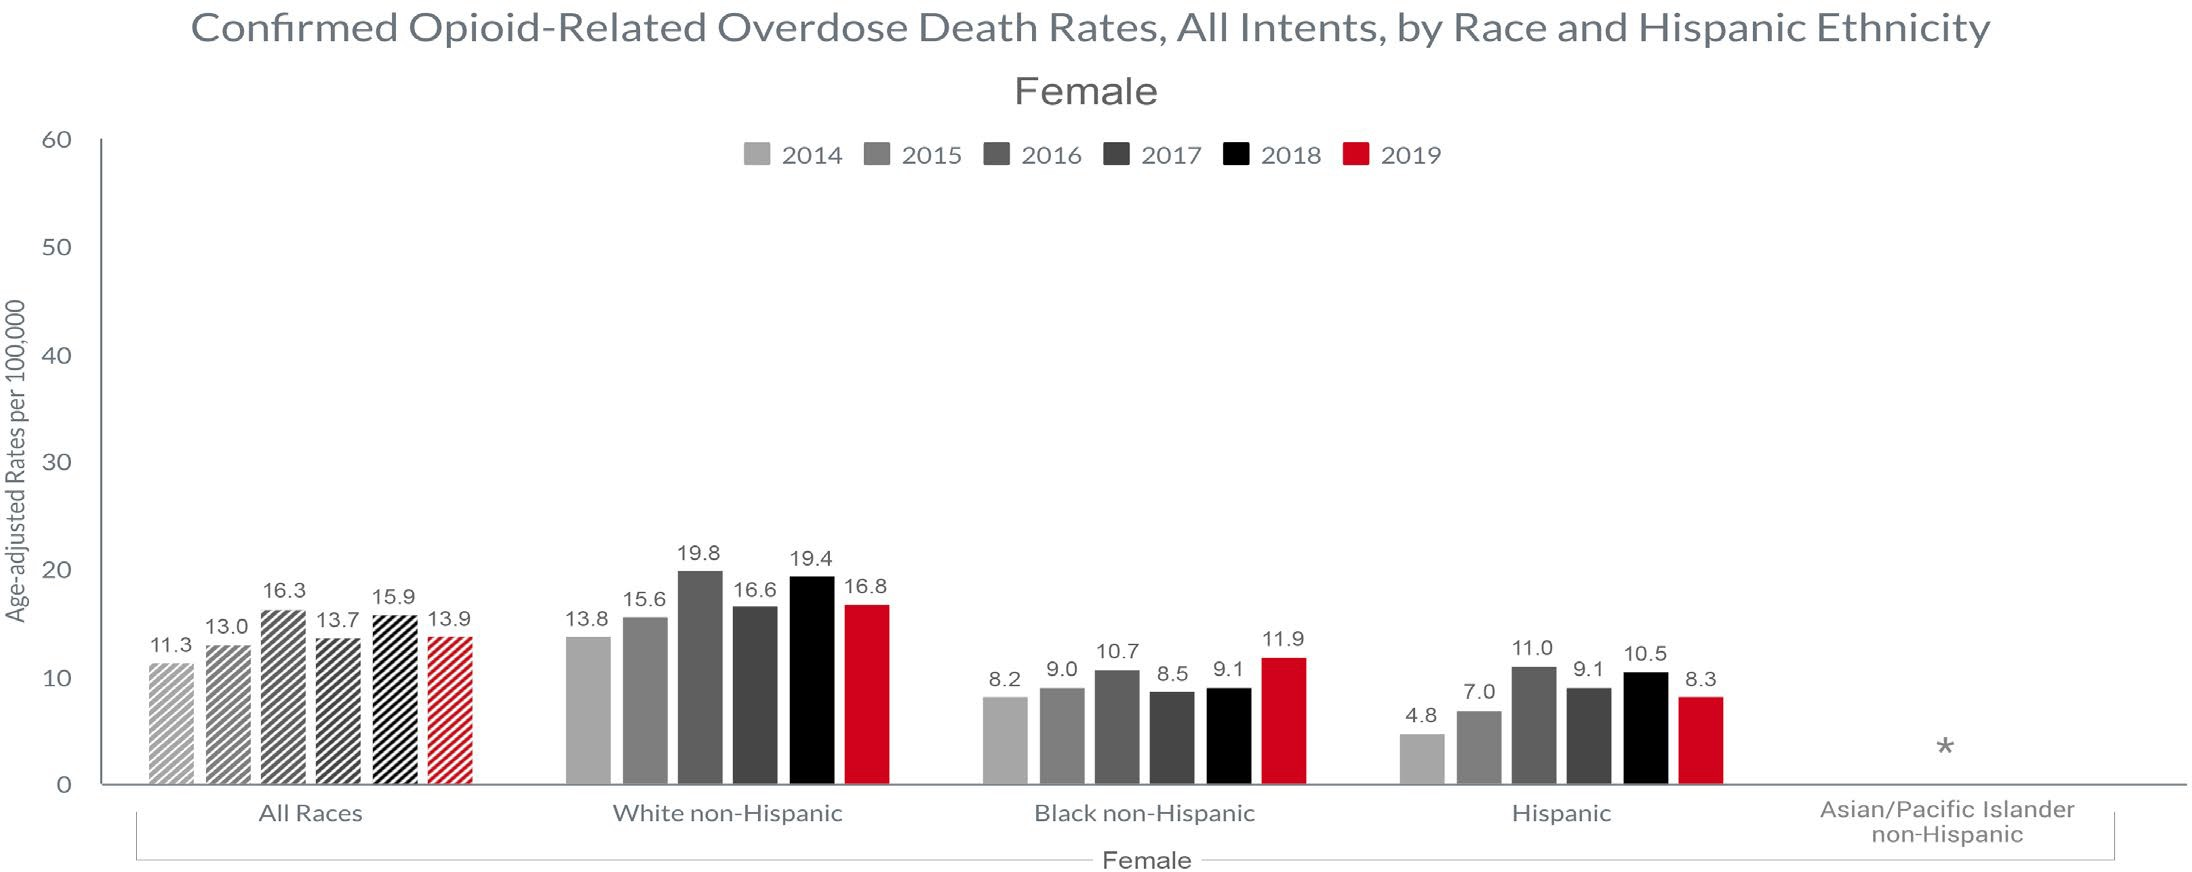 Confirmed Opioid-Related Overdose Death Rates, All Intents, by Race and Hispanic Ethnicity
Female
2014 2015 2016 2017 2018 2019
Age-adjusted Rates per 100,000
60
50
40
30
20
10
0
11.3 13.0 16.3 13.7 15.9 13.9
13.8 15.6 19.8 16.6 19.4 16.8
8.2 9.0 10.7 8.5 9.1 11.9
4.8 7.0 11.0 9.1 10.5 8.3
*
All Races
White non-Hispanic
Black non-Hispanic
Hispanic
Asian/Pacific Islander
non-Hispanic
Female